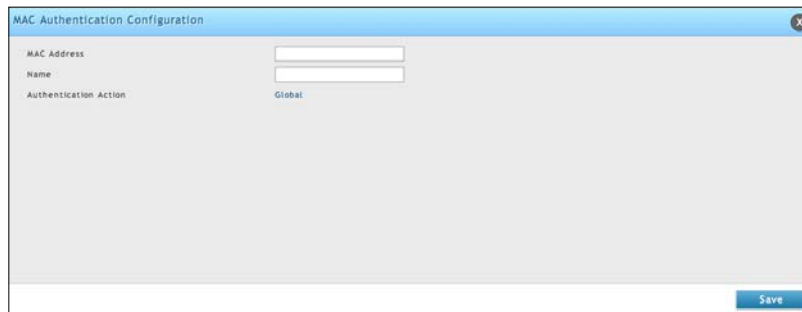 MAC Authentication Configuration
X
MAC Address
Name
Authentication Action Global
Save